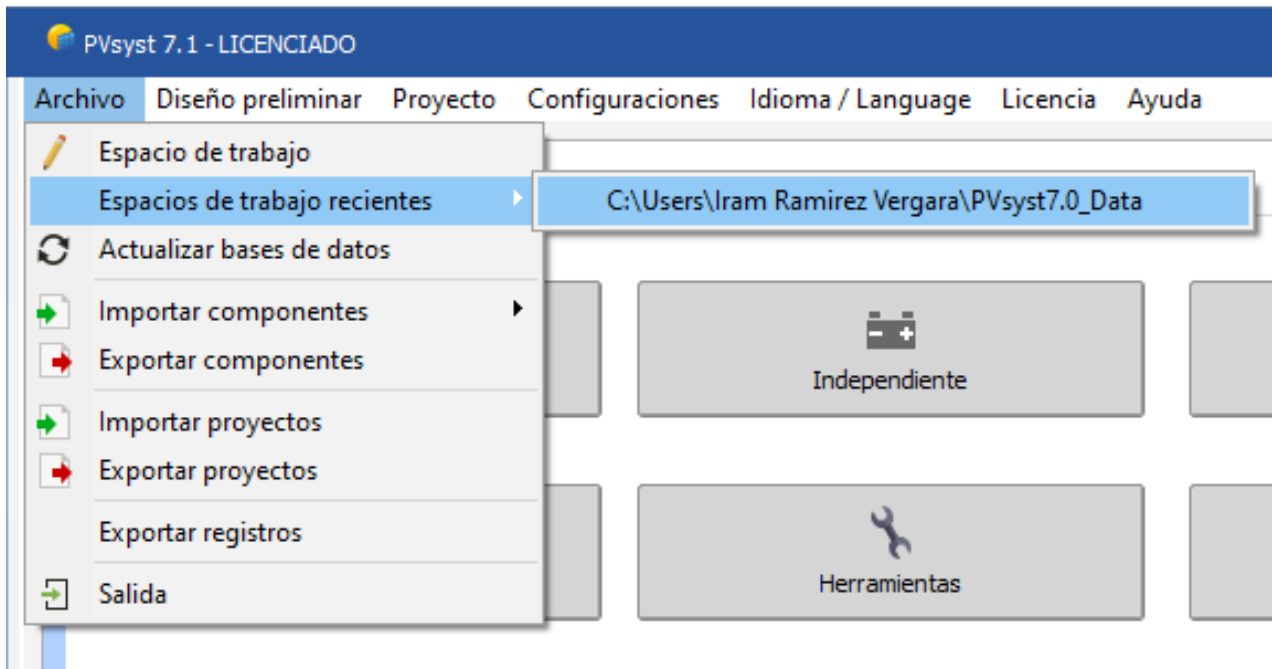 PVsyst 7.1 - LICENCIADO
Archivo Diseño preliminar Proyecto Configuraciones Idioma / Language Licencia Ayuda
Espacio de trabajo
Espacios de trabajo recientes
C:\Users\Iram Ramirez Vergara\PVsyst7.0_Data
Actualizar bases de datos
Importar componentes
Exportar componentes
Importar proyectos
Exportar proyectos
Exportar registros
Salida
Independiente
Herramientas